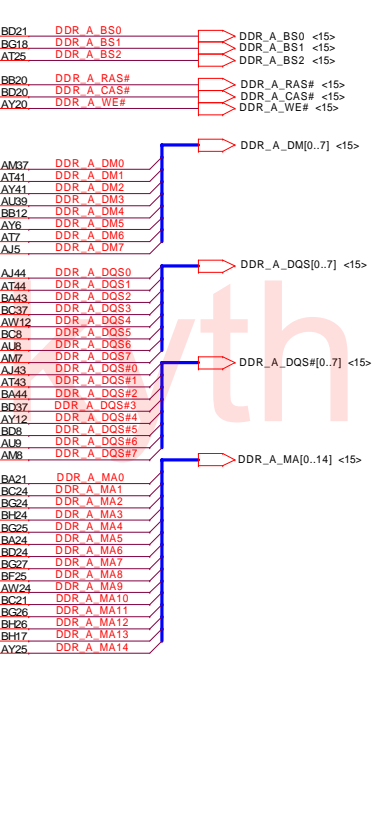 BD21 DDR_A_BS0 DDR_A_BS0 <15>
BG18 DDR_A_BS1 DDR_A_BS1 <15>
AT25 DDR_A_BS2 DDR_A_BS2 <15>
BB20 DDR_A_RAS# DDR_A_RAS# <15>
BD20 DDR_A_CAS# DDR_A_CAS# <15>
AY20 DDR_A_WE# DDR_A_WE# <15>
DDR_A_DM[0..7] <15>
AM37 DDR_A_DM0
AT41 DDR_A_DM1
AY41 DDR_A_DM2
AU39 DDR_A_DM3
BB12 DDR_A_DM4
AY6 DDR_A_DM5
AT7 DDR_A_DM6
AJ5 DDR_A_DM7
DDR_A_DQS[0..7] <15>
AJ44 DDR_A_DQS0
AT44 DDR_A_DQS1
BA43 DDR_A_DQS2
BC37 DDR_A_DQS3
AW12 DDR_A_DQS4
BC8 DDR_A_DQS5
AU8 DDR_A_DQS6
AM7 DDR_A_DQS7
DDR_A_DQS#[0..7] <15>
AJ43 DDR_A_DQS#0
AT43 DDR_A_DQS#1
BA44 DDR_A_DQS#2
BD37 DDR_A_DQS#3
AY12 DDR_A_DQS#4
BD8 DDR_A_DQS#5
AU9 DDR_A_DQS#6
AM8 DDR_A_DQS#7
DDR_A_MA[0..14] <15>
BA21 DDR_A_MA0
BC24 DDR_A_MA1
BG24 DDR_A_MA2
BH24 DDR_A_MA3
BG25 DDR_A_MA4
BA24 DDR_A_MA5
BD24 DDR_A_MA6
BG27 DDR_A_MA7
BF25 DDR_A_MA8
AW24 DDR_A_MA9
BC21 DDR_A_MA10
BG26 DDR_A_MA11
BH26 DDR_A_MA12
BH17 DDR_A_MA13
AY25 DDR_A_MA14